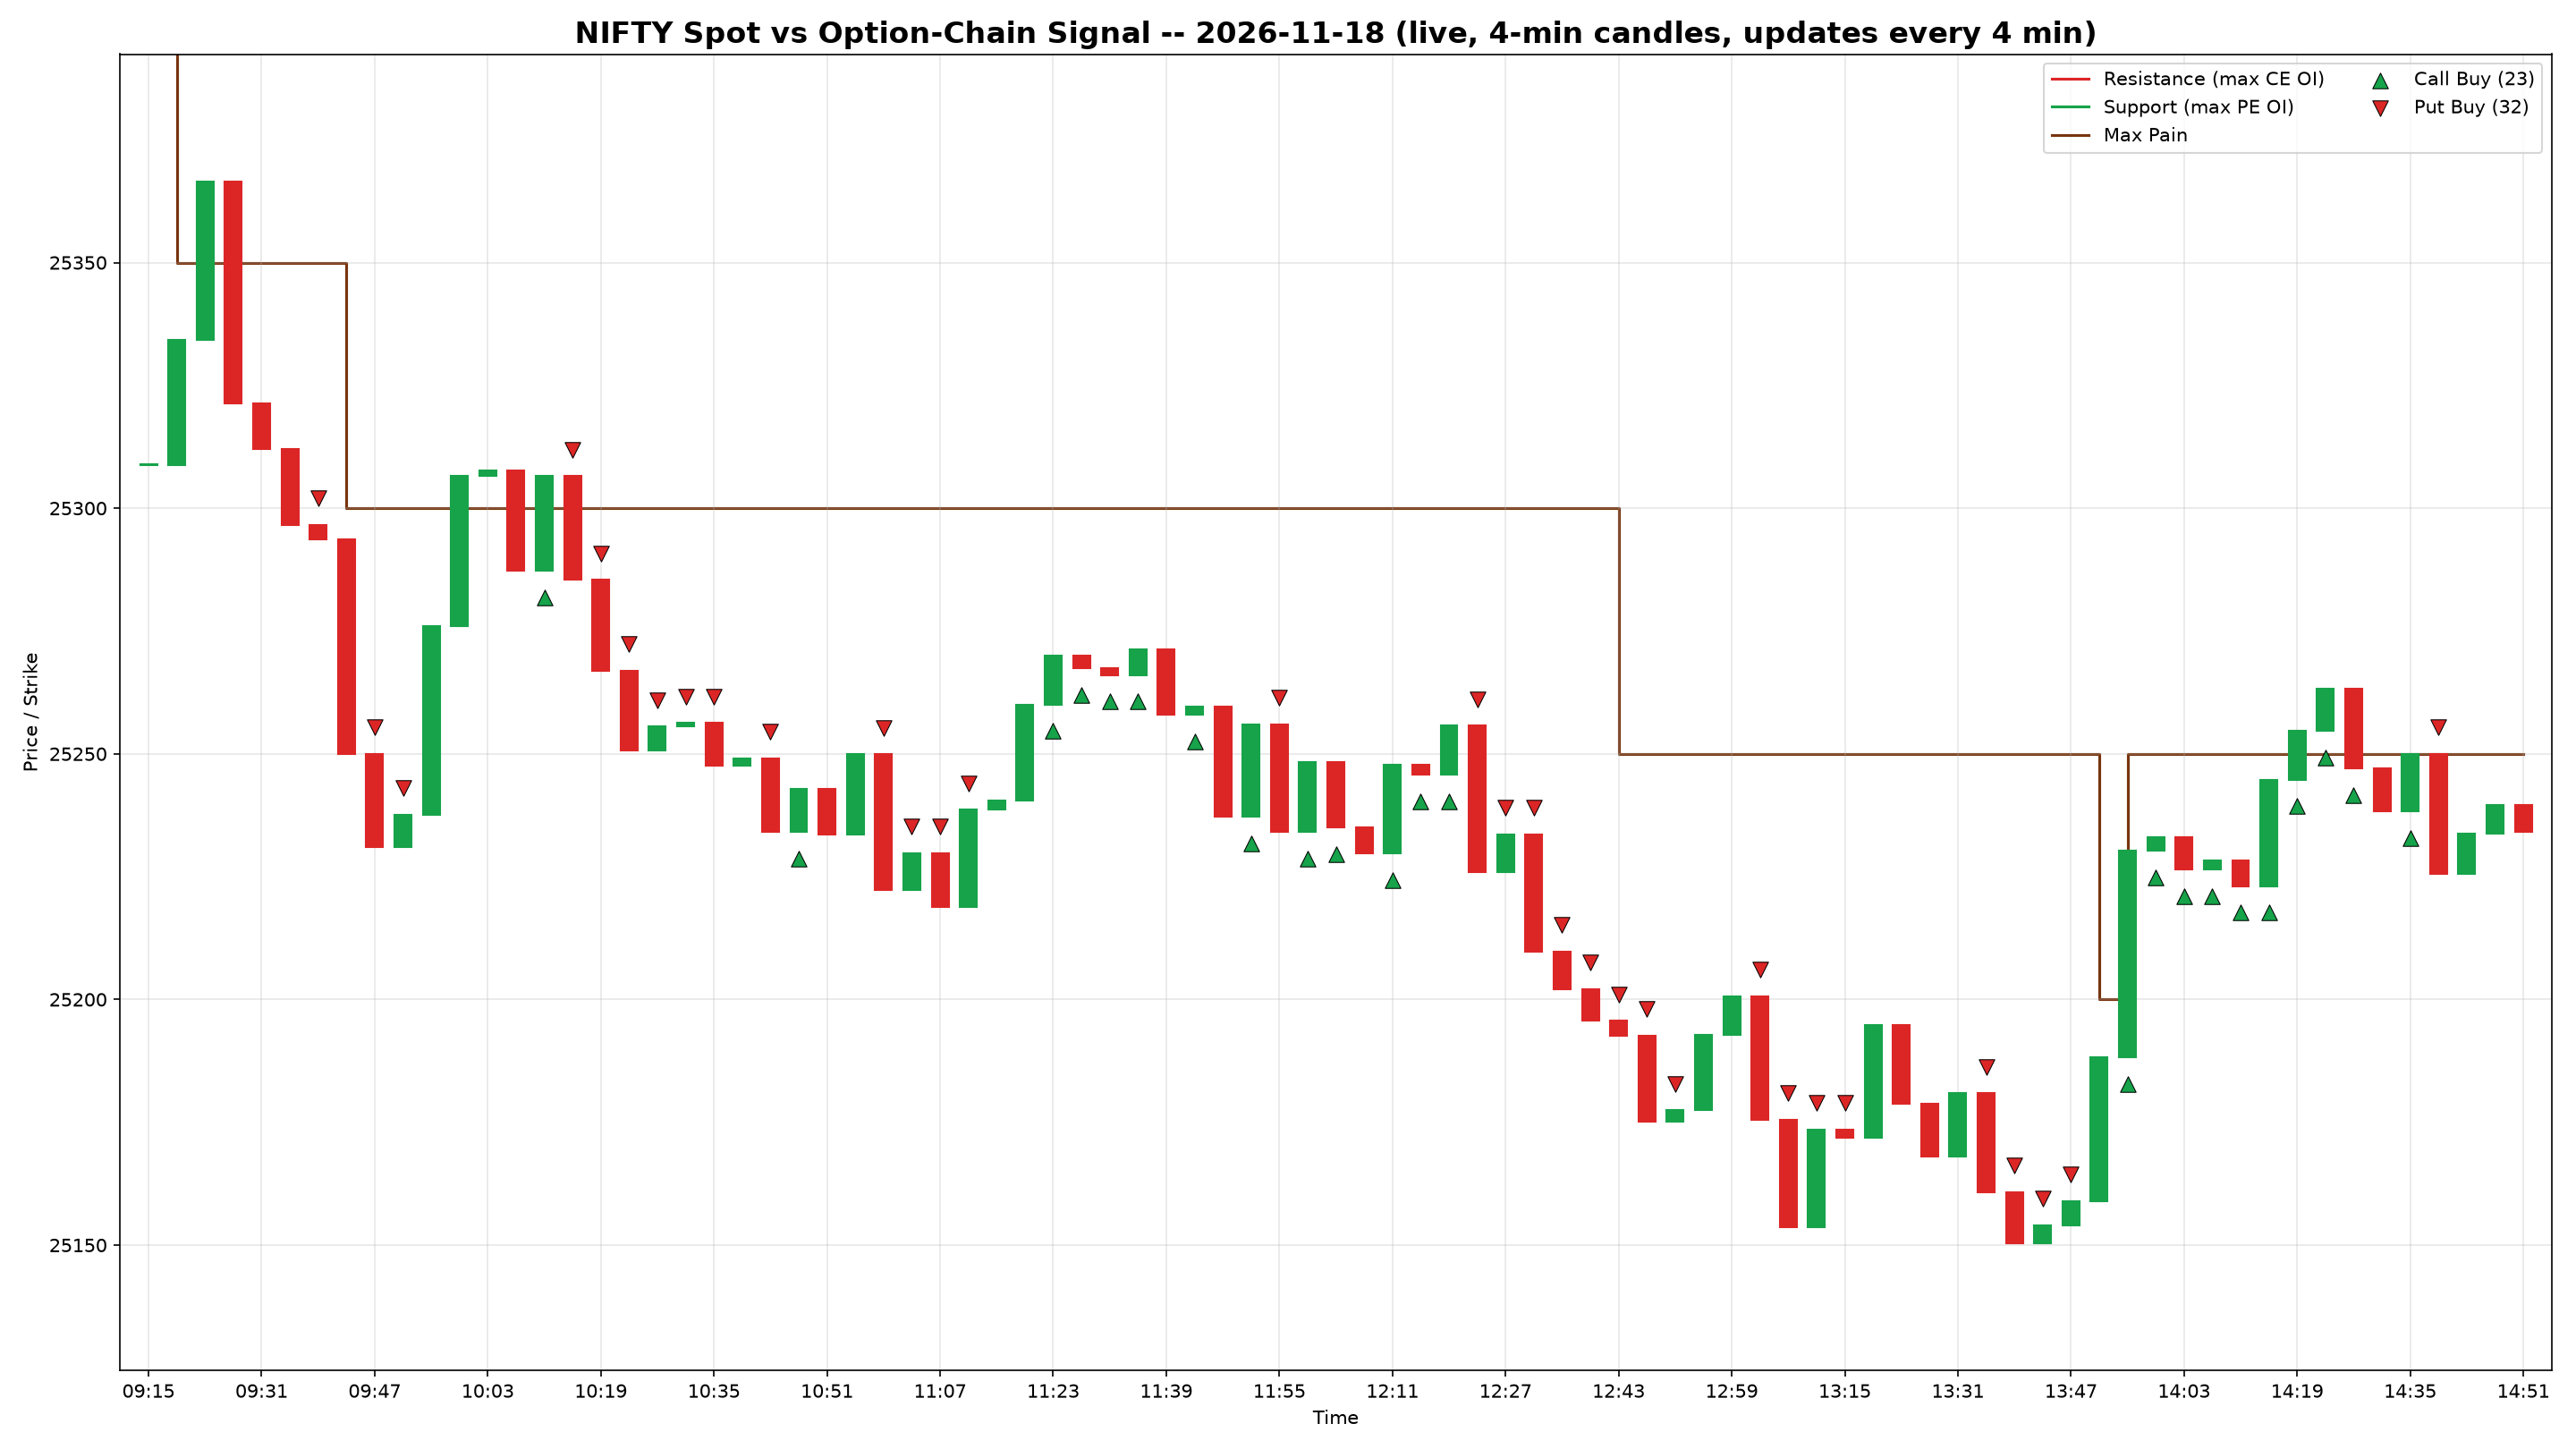 NIFTY Spot vs Option-Chain Signal -- 2026-11-18 (live, 4-min candles, updates every 4 min)
Resistance (max CE OI)
Support (max PE OI)
Max Pain
Call Buy (23)
Put Buy (32)
Price / Strike
25350
25300
25250
25200
25150
09:15 09:31 09:47 10:03 10:19 10:35 10:51 11:07 11:23 11:39 11:55 12:11 12:27 12:43 12:59 13:15 13:31 13:47 14:03 14:19 14:35 14:51
Time